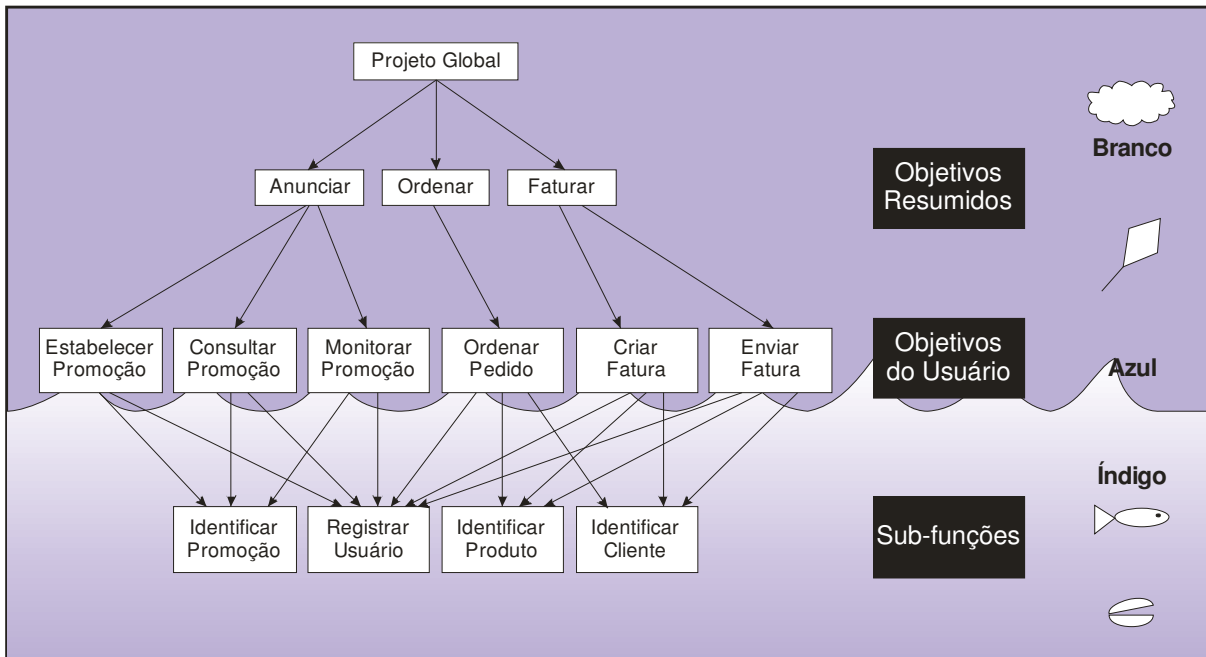 Projeto Global
Branco
Anunciar
Ordenar
Faturar
Objetivos
Resumidos
Estabelecer
Promoção
Consultar
Promoção
Monitorar
Promoção
Ordenar
Pedido
Criar
Fatura
Enviar
Fatura
Objetivos
do Usuário
Azul
Índigo
Identificar
Promoção
Registrar
Usuário
Identificar
Produto
Identificar
Cliente
Sub-funções